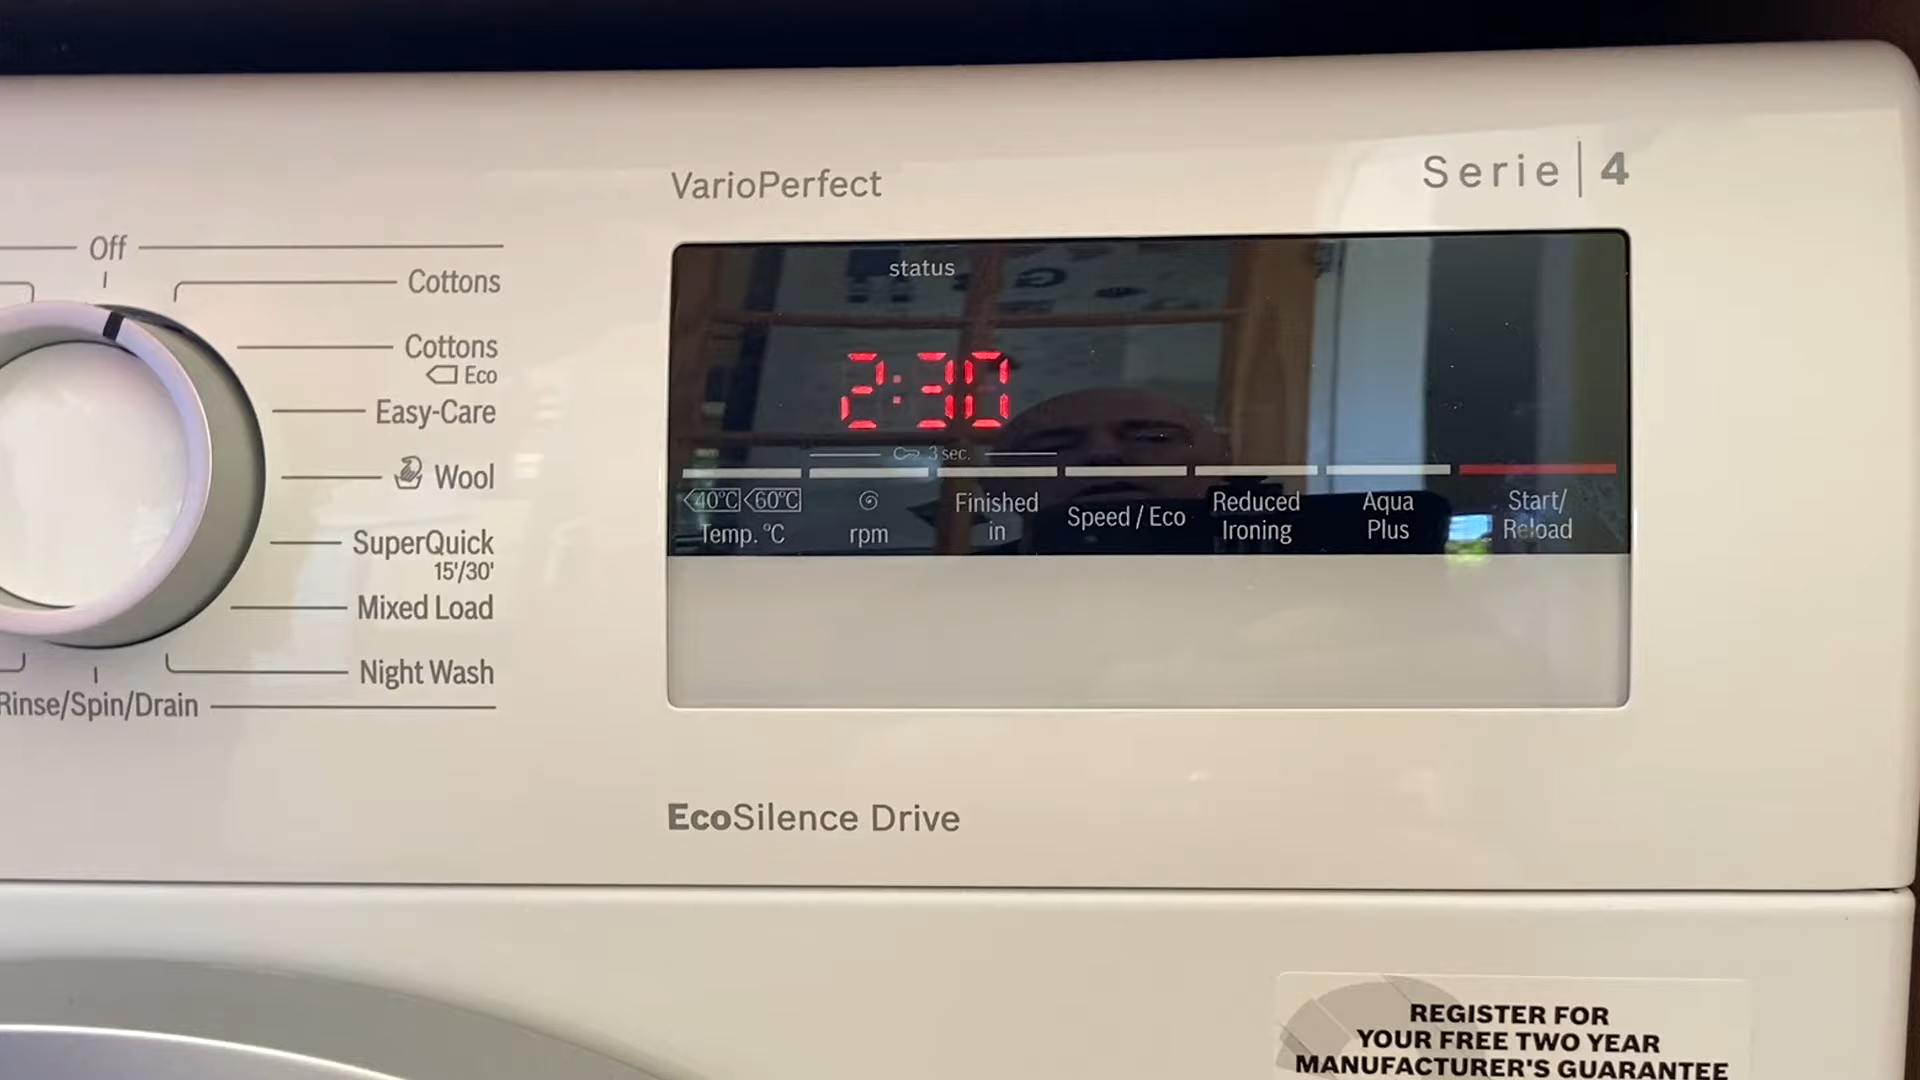 VarioPerfect
Serie | 4
Off
Cottons
Cottons
Eco
Easy-Care
Wool
SuperQuick
15'/30'
Mixed Load
Night Wash
Rinse/Spin/Drain
status
2:30
3 sec.
40°C 60°C
Temp. °C
rpm
Finished
in
Speed / Eco
Reduced
Ironing
Aqua
Plus
Start/
Reload
EcoSilence Drive
REGISTER FOR
YOUR FREE TWO YEAR
MANUFACTURER'S GUARANTEE